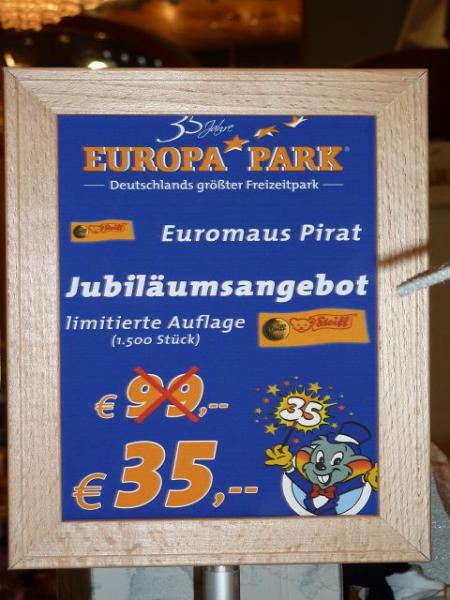 35 Jahre
EUROPA PARK®
Deutschlands größter Freizeitpark
Steiff Euromaus Pirat
Jubiläumsangebot
limitierte Auflage
(1.500 Stück)
Steiff
€ 99,--
€ 35,--
35